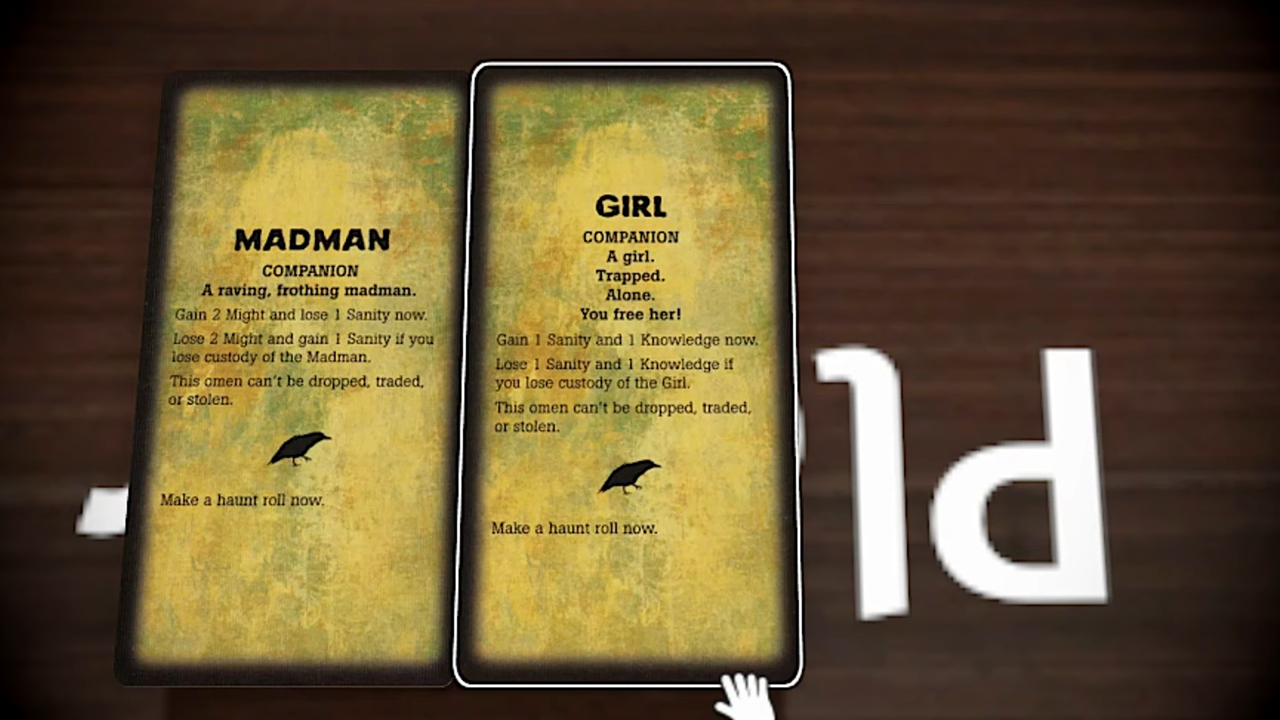 MADMAN
COMPANION
A raving, frothing madman.
Gain 2 Might and lose 1 Sanity now.
Lose 2 Might and gain 1 Sanity if you
lose custody of the Madman.
This omen can't be dropped, traded,
or stolen.
Make a haunt roll now.
GIRL
COMPANION
A girl.
Trapped.
Alone.
You free her!
Gain 1 Sanity and 1 Knowledge now.
Lose 1 Sanity and 1 Knowledge if
you lose custody of the Girl.
This omen can't be dropped, traded,
or stolen.
Make a haunt roll now.